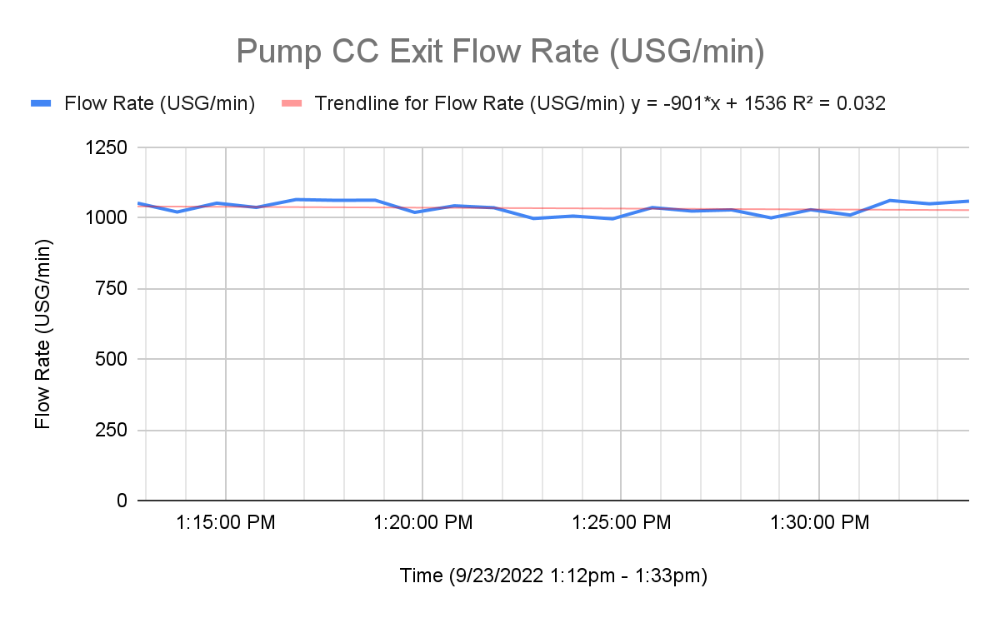 Pump CC Exit Flow Rate (USG/min)
Flow Rate (USG/min) Trendline for Flow Rate (USG/min) y = -901*x + 1536 R² = 0.032
Flow Rate (USG/min)
1250
1000
750
500
250
0
1:15:00 PM 1:20:00 PM 1:25:00 PM 1:30:00 PM
Time (9/23/2022 1:12pm - 1:33pm)